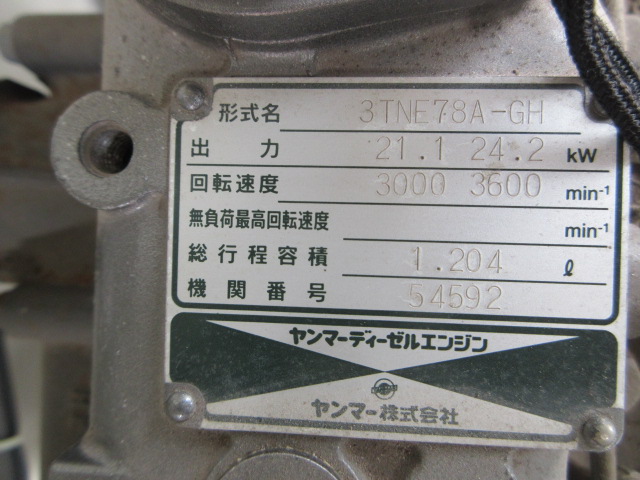 形式名 3TNE78A-GH
出力 21.1 24.2 kW
回転速度 3000 3600 min-1
無負荷最高回転速度 min-1
総行程容積 1.204 ℓ
機関番号 54592
ヤンマーディーゼルエンジン
ヤンマー株式会社